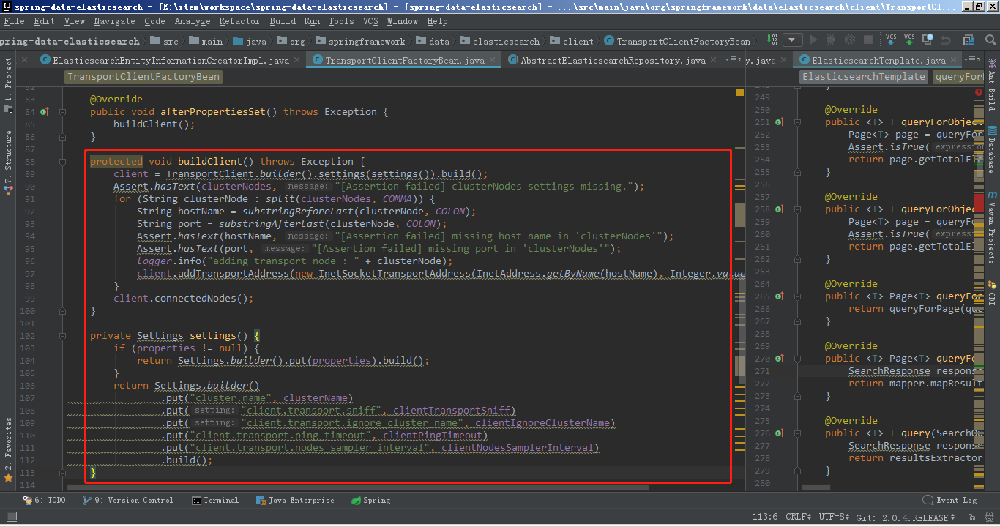 spring-data-elasticsearch – [E:\item\workspace\spring-data-elasticsearch] – [spring-data-elasticsearch] – ...\src\main\java\org\springframework\data\elasticsearch\client\TransportCl...
File Edit View Navigate Code Analyze Refactor Build Run Tools VCS Window Help
pring-data-elasticsearch src main java org springframework data elasticsearch client TransportClientFactoryBean
ElasticsearchEntityInformationCreatorImpl.java TransportClientFactoryBean.java AbstractElasticsearchRepository.java y.java ElasticsearchTemplate.java
TransportClientFactoryBean
1: Project
7: Structure
2: Favorites
83 @Override
84 public void afterPropertiesSet() throws Exception {
85 buildClient();
86 }
87
88 protected void buildClient() throws Exception {
89 client = TransportClient.builder().settings(settings()).build();
90 Assert.hasText(clusterNodes, message: "[Assertion failed] clusterNodes settings missing.");
91 for (String clusterNode : split(clusterNodes, COMMA)) {
92 String hostName = substringBeforeLast(clusterNode, COLON);
93 String port = substringAfterLast(clusterNode, COLON);
94 Assert.hasText(hostName, message: "[Assertion failed] missing host name in 'clusterNodes'");
95 Assert.hasText(port, message: "[Assertion failed] missing port in 'clusterNodes'");
96 logger.info("adding transport node : " + clusterNode);
97 client.addTransportAddress(new InetSocketTransportAddress(InetAddress.getByName(hostName), Integer.value
98 }
99 client.connectedNodes();
100 }
101
102 private Settings settings() {
103 if (properties != null) {
104 return Settings.builder().put(properties).build();
105 }
106 return Settings.builder()
107 .put("cluster.name", clusterName)
108 .put( setting: "client.transport.sniff", clientTransportSniff)
109 .put( setting: "client.transport.ignore_cluster_name", clientIgnoreClusterName)
110 .put("client.transport.ping_timeout", clientPingTimeout)
111 .put("client.transport.nodes_sampler_interval", clientNodesSamplerInterval)
112 .build();
113 }
114
ElasticsearchTemplate queryForO
249 }
250 @Override
251 public <T> T queryForObject
252 Page<T> page = queryFor
253 Assert.isTrue( expression
254 return page.getTotalEl
255 }
256
257 @Override
258 public <T> T queryForObject
259 Page<T> page = queryFor
260 Assert.isTrue( expressi
261 return page.getTotalEl
262 }
263
264 @Override
265 public <T> Page<T> queryFor
266 return queryForPage(que
267 }
268
269 @Override
270 public <T> Page<T> queryFo
271 SearchResponse respons
272 return mapper.mapResult
273 }
274
275 @Override
276 public <T> T query(SearchQu
277 SearchResponse respons
278 return resultsExtractor
279 }
280
Ant Build
Database
Maven Projects
CDI
6: TODO 9: Version Control Terminal Java Enterprise Spring Event Log
113:6 CRLF UTF-8 Git: 2.0.4.RELEASE